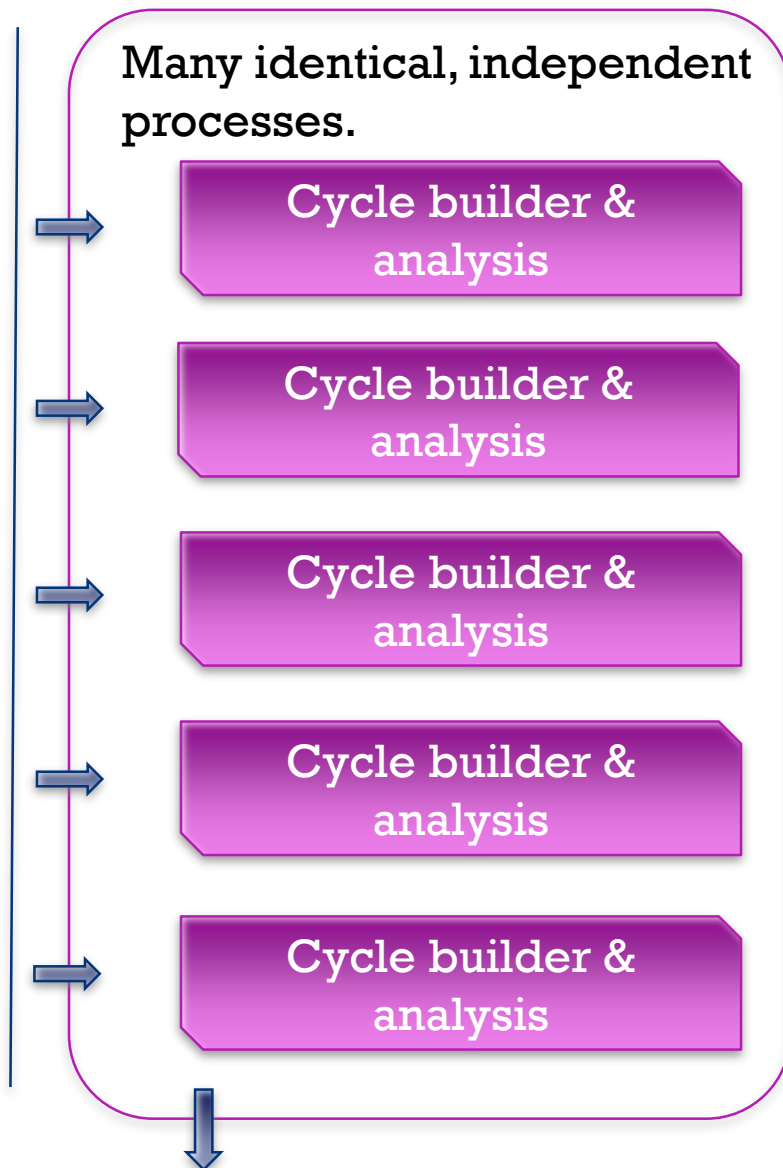 Many identical, independent
processes.
Cycle builder &
analysis
Cycle builder &
analysis
Cycle builder &
analysis
Cycle builder &
analysis
Cycle builder &
analysis